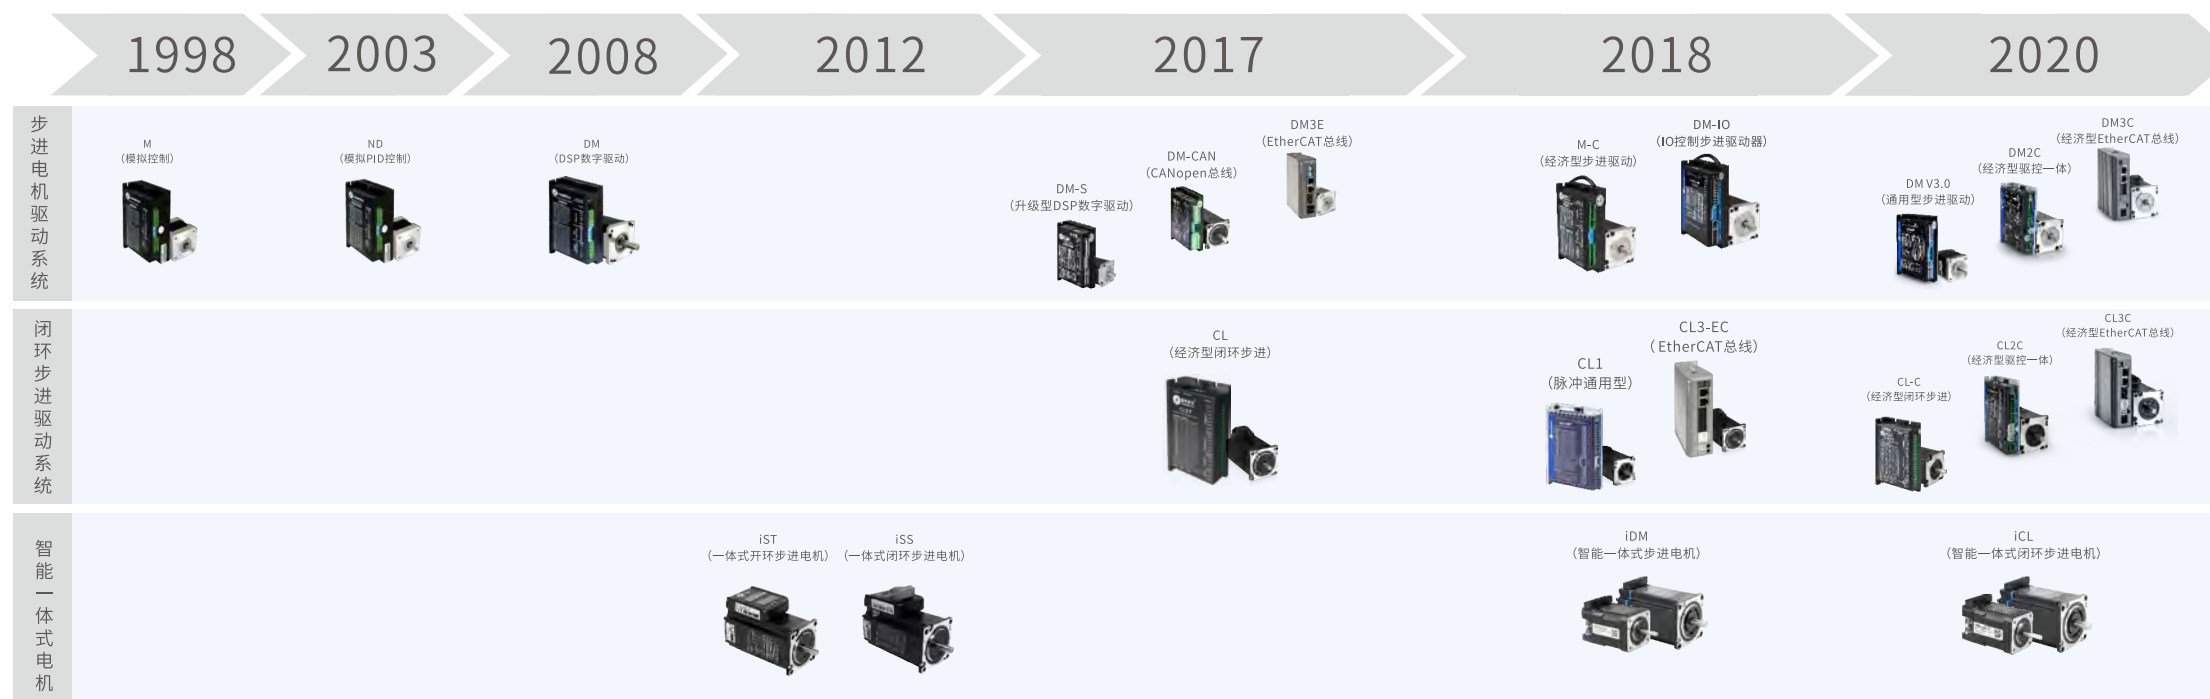 1998
2003
2008
2012
2017
2018
2020
步进电机驱动系统
M
（模拟控制）
ND
（模拟PID控制）
DM
（DSP数字驱动）
DM-S
（升级型DSP数字驱动）
DM-CAN
（CANopen总线）
DM3E
（EtherCAT总线）
M-C
（经济型步进驱动）
DM-IO
（IO控制步进驱动器）
DM V3.0
（通用型步进驱动）
DM2C
（经济型驱控一体）
DM3C
（经济型EtherCAT总线）
闭环步进驱动系统
CL
（经济型闭环步进）
CL1
（脉冲通用型）
CL3-EC
（EtherCAT总线）
CL-C
（经济型闭环步进）
CL2C
（经济型驱控一体）
CL3C
（经济型EtherCAT总线）
智能一体式电机
iST
（一体式开环步进电机）
iSS
（一体式闭环步进电机）
iDM
（智能一体式步进电机）
iCL
（智能一体式闭环步进电机）